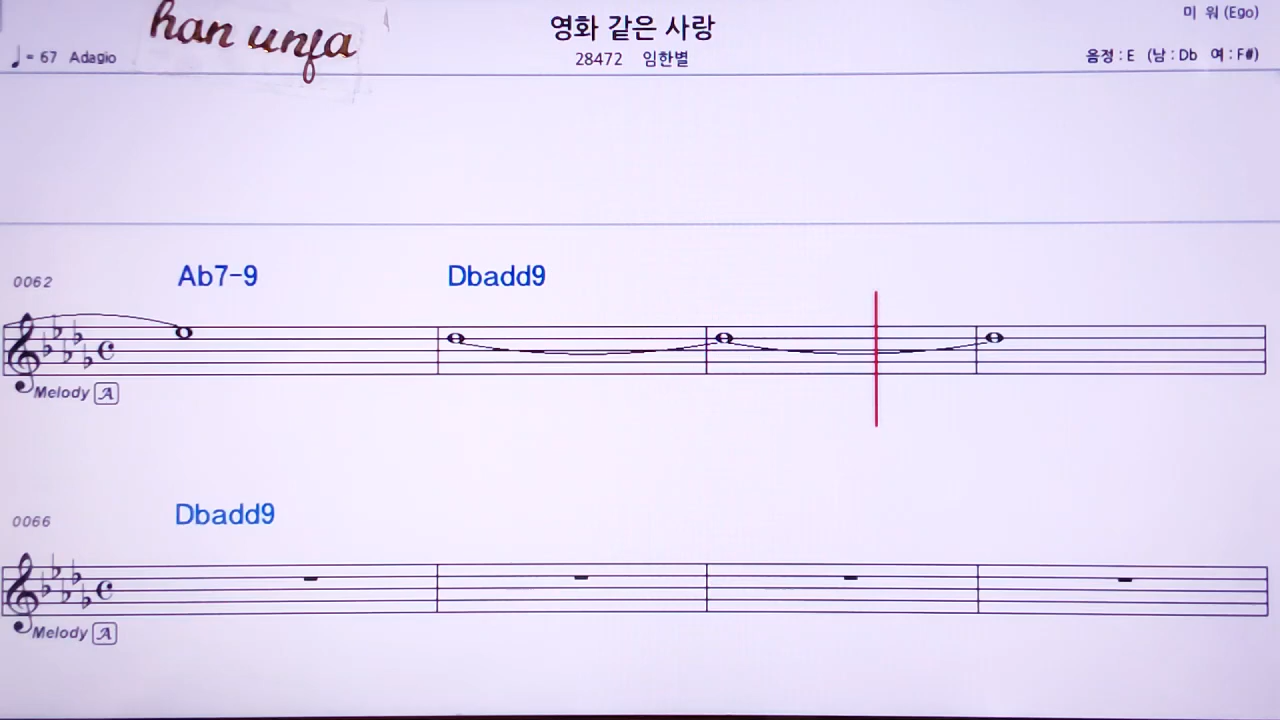 han unja
영화 같은 사랑
미 워 (Ego)
♩= 67 Adagio
28472 임한별
음정 : E (남 : Db 여 : F#)
0062
Ab7-9
Dbadd9
Melody A
0066
Dbadd9
Melody A